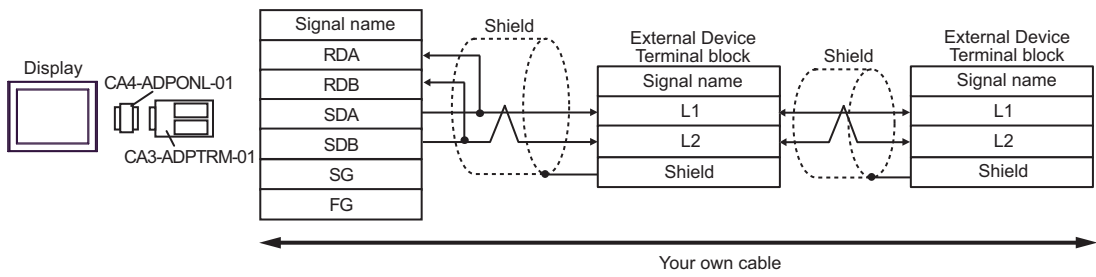 Display
CA4-ADPONL-01
CA3-ADPTRM-01
Signal name
RDA
RDB
SDA
SDB
SG
FG
Shield
External Device
Terminal block
Signal name
L1
L2
Shield
Shield
External Device
Terminal block
Signal name
L1
L2
Shield
Your own cable